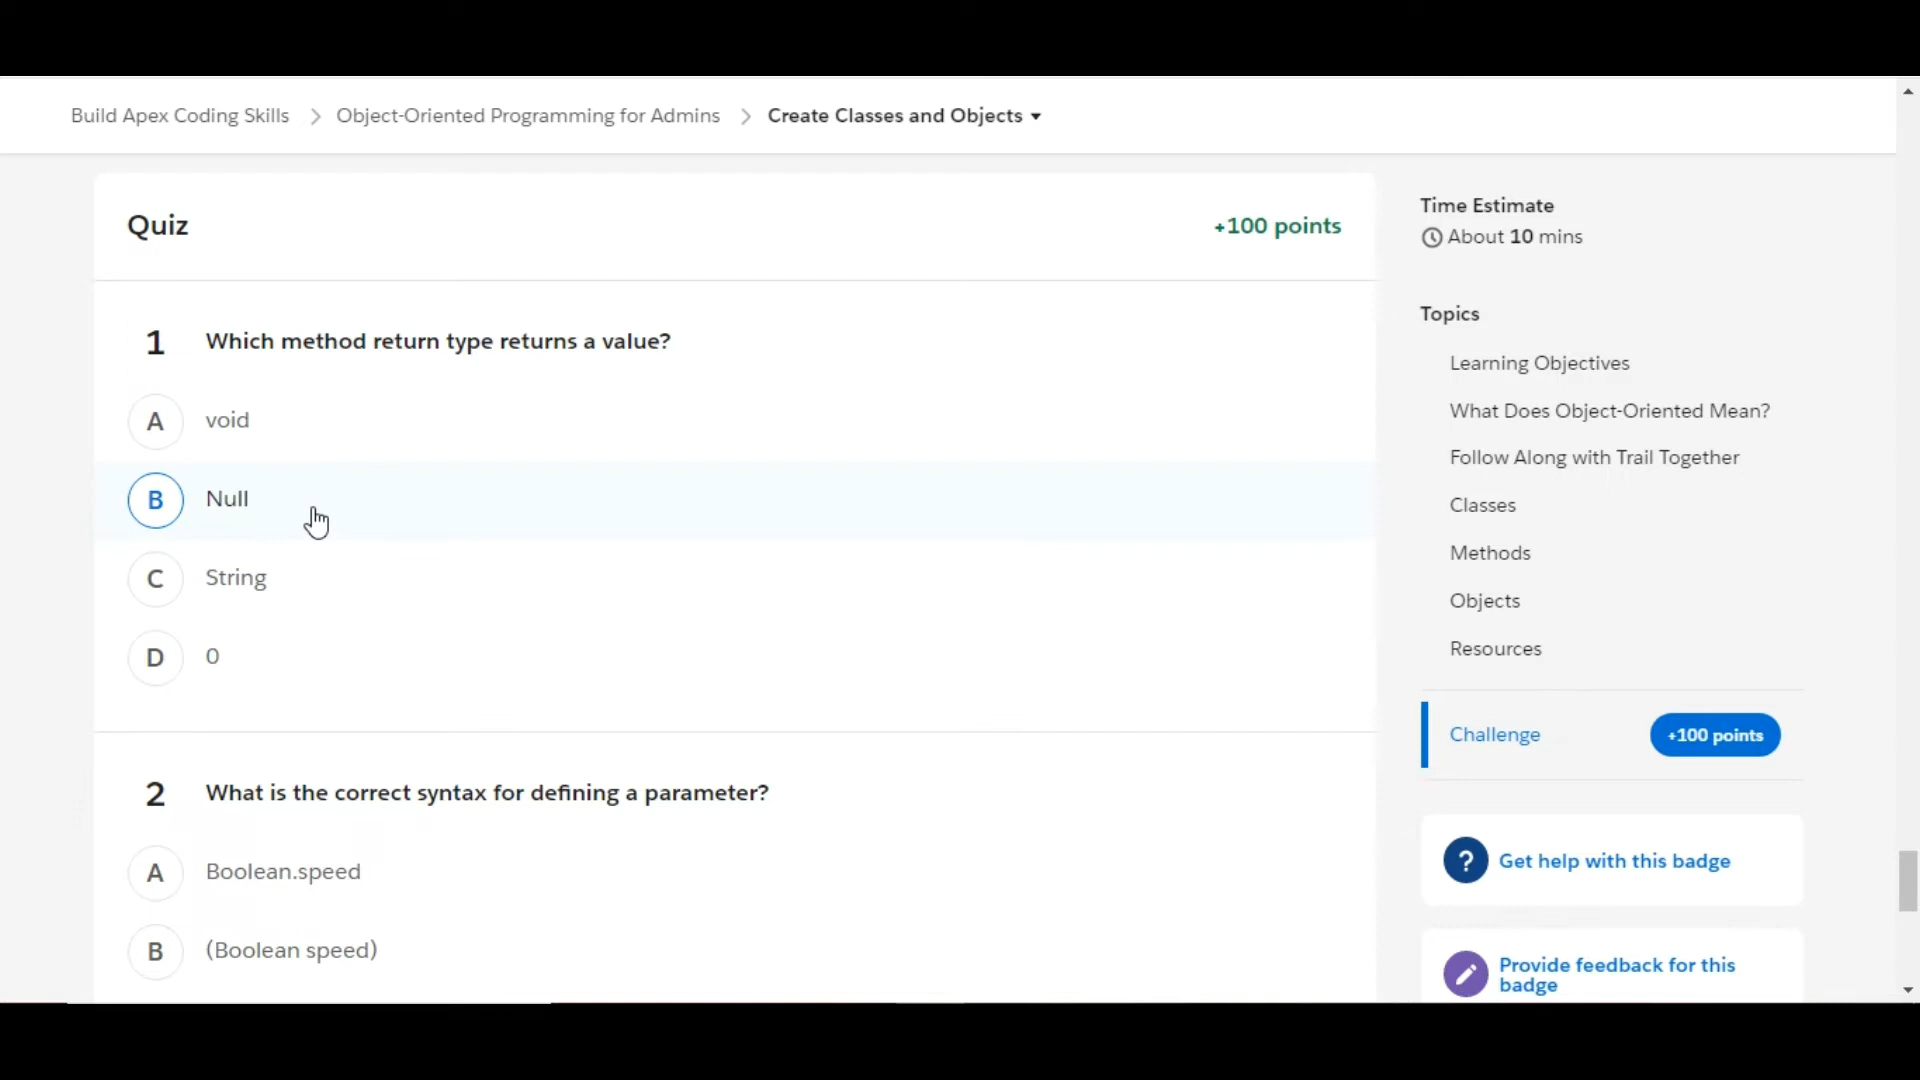 Build Apex Coding Skills > Object-Oriented Programming for Admins > Create Classes and Objects
Quiz
+100 points
1 Which method return type returns a value?
A void
B Null
C String
D 0
2 What is the correct syntax for defining a parameter?
A Boolean.speed
B (Boolean speed)
Time Estimate
About 10 mins
Topics
Learning Objectives
What Does Object-Oriented Mean?
Follow Along with Trail Together
Classes
Methods
Objects
Resources
Challenge +100 points
? Get help with this badge
Provide feedback for this
badge